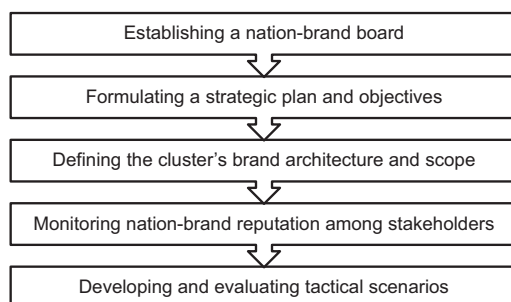 Establishing a nation-brand board
Formulating a strategic plan and objectives
Defining the cluster's brand architecture and scope
Monitoring nation-brand reputation among stakeholders
Developing and evaluating tactical scenarios